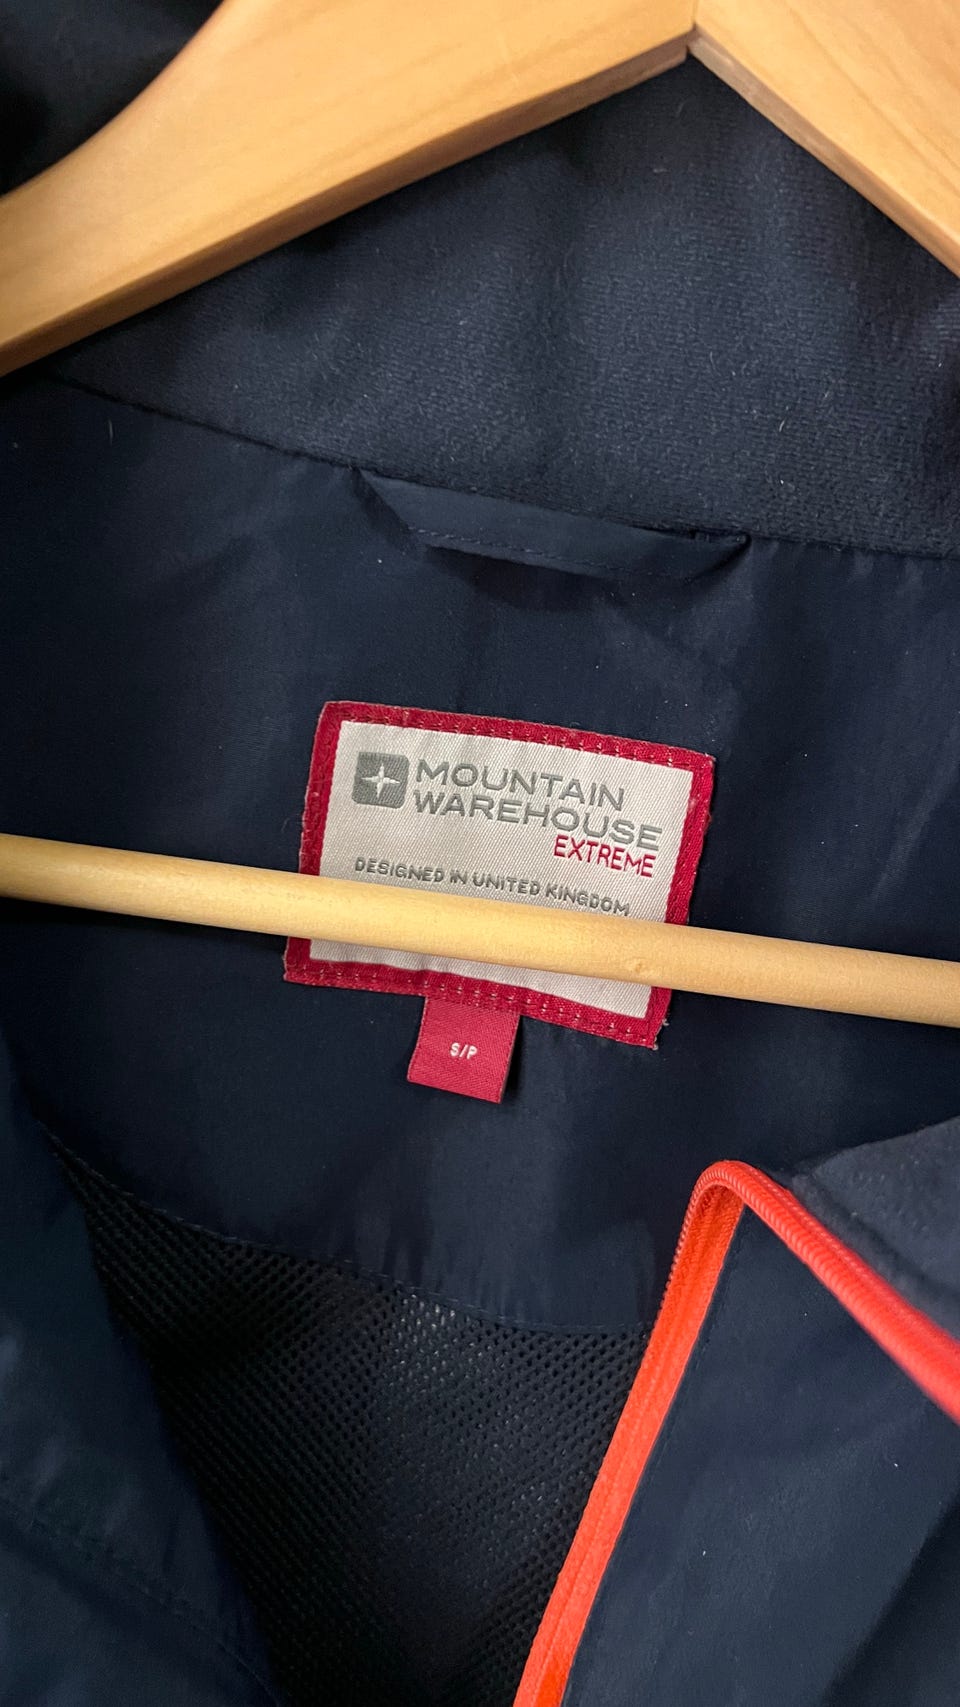 MOUNTAIN
WAREHOUSE
EXTREME
DESIGNED IN UNITED KINGDOM
S/P